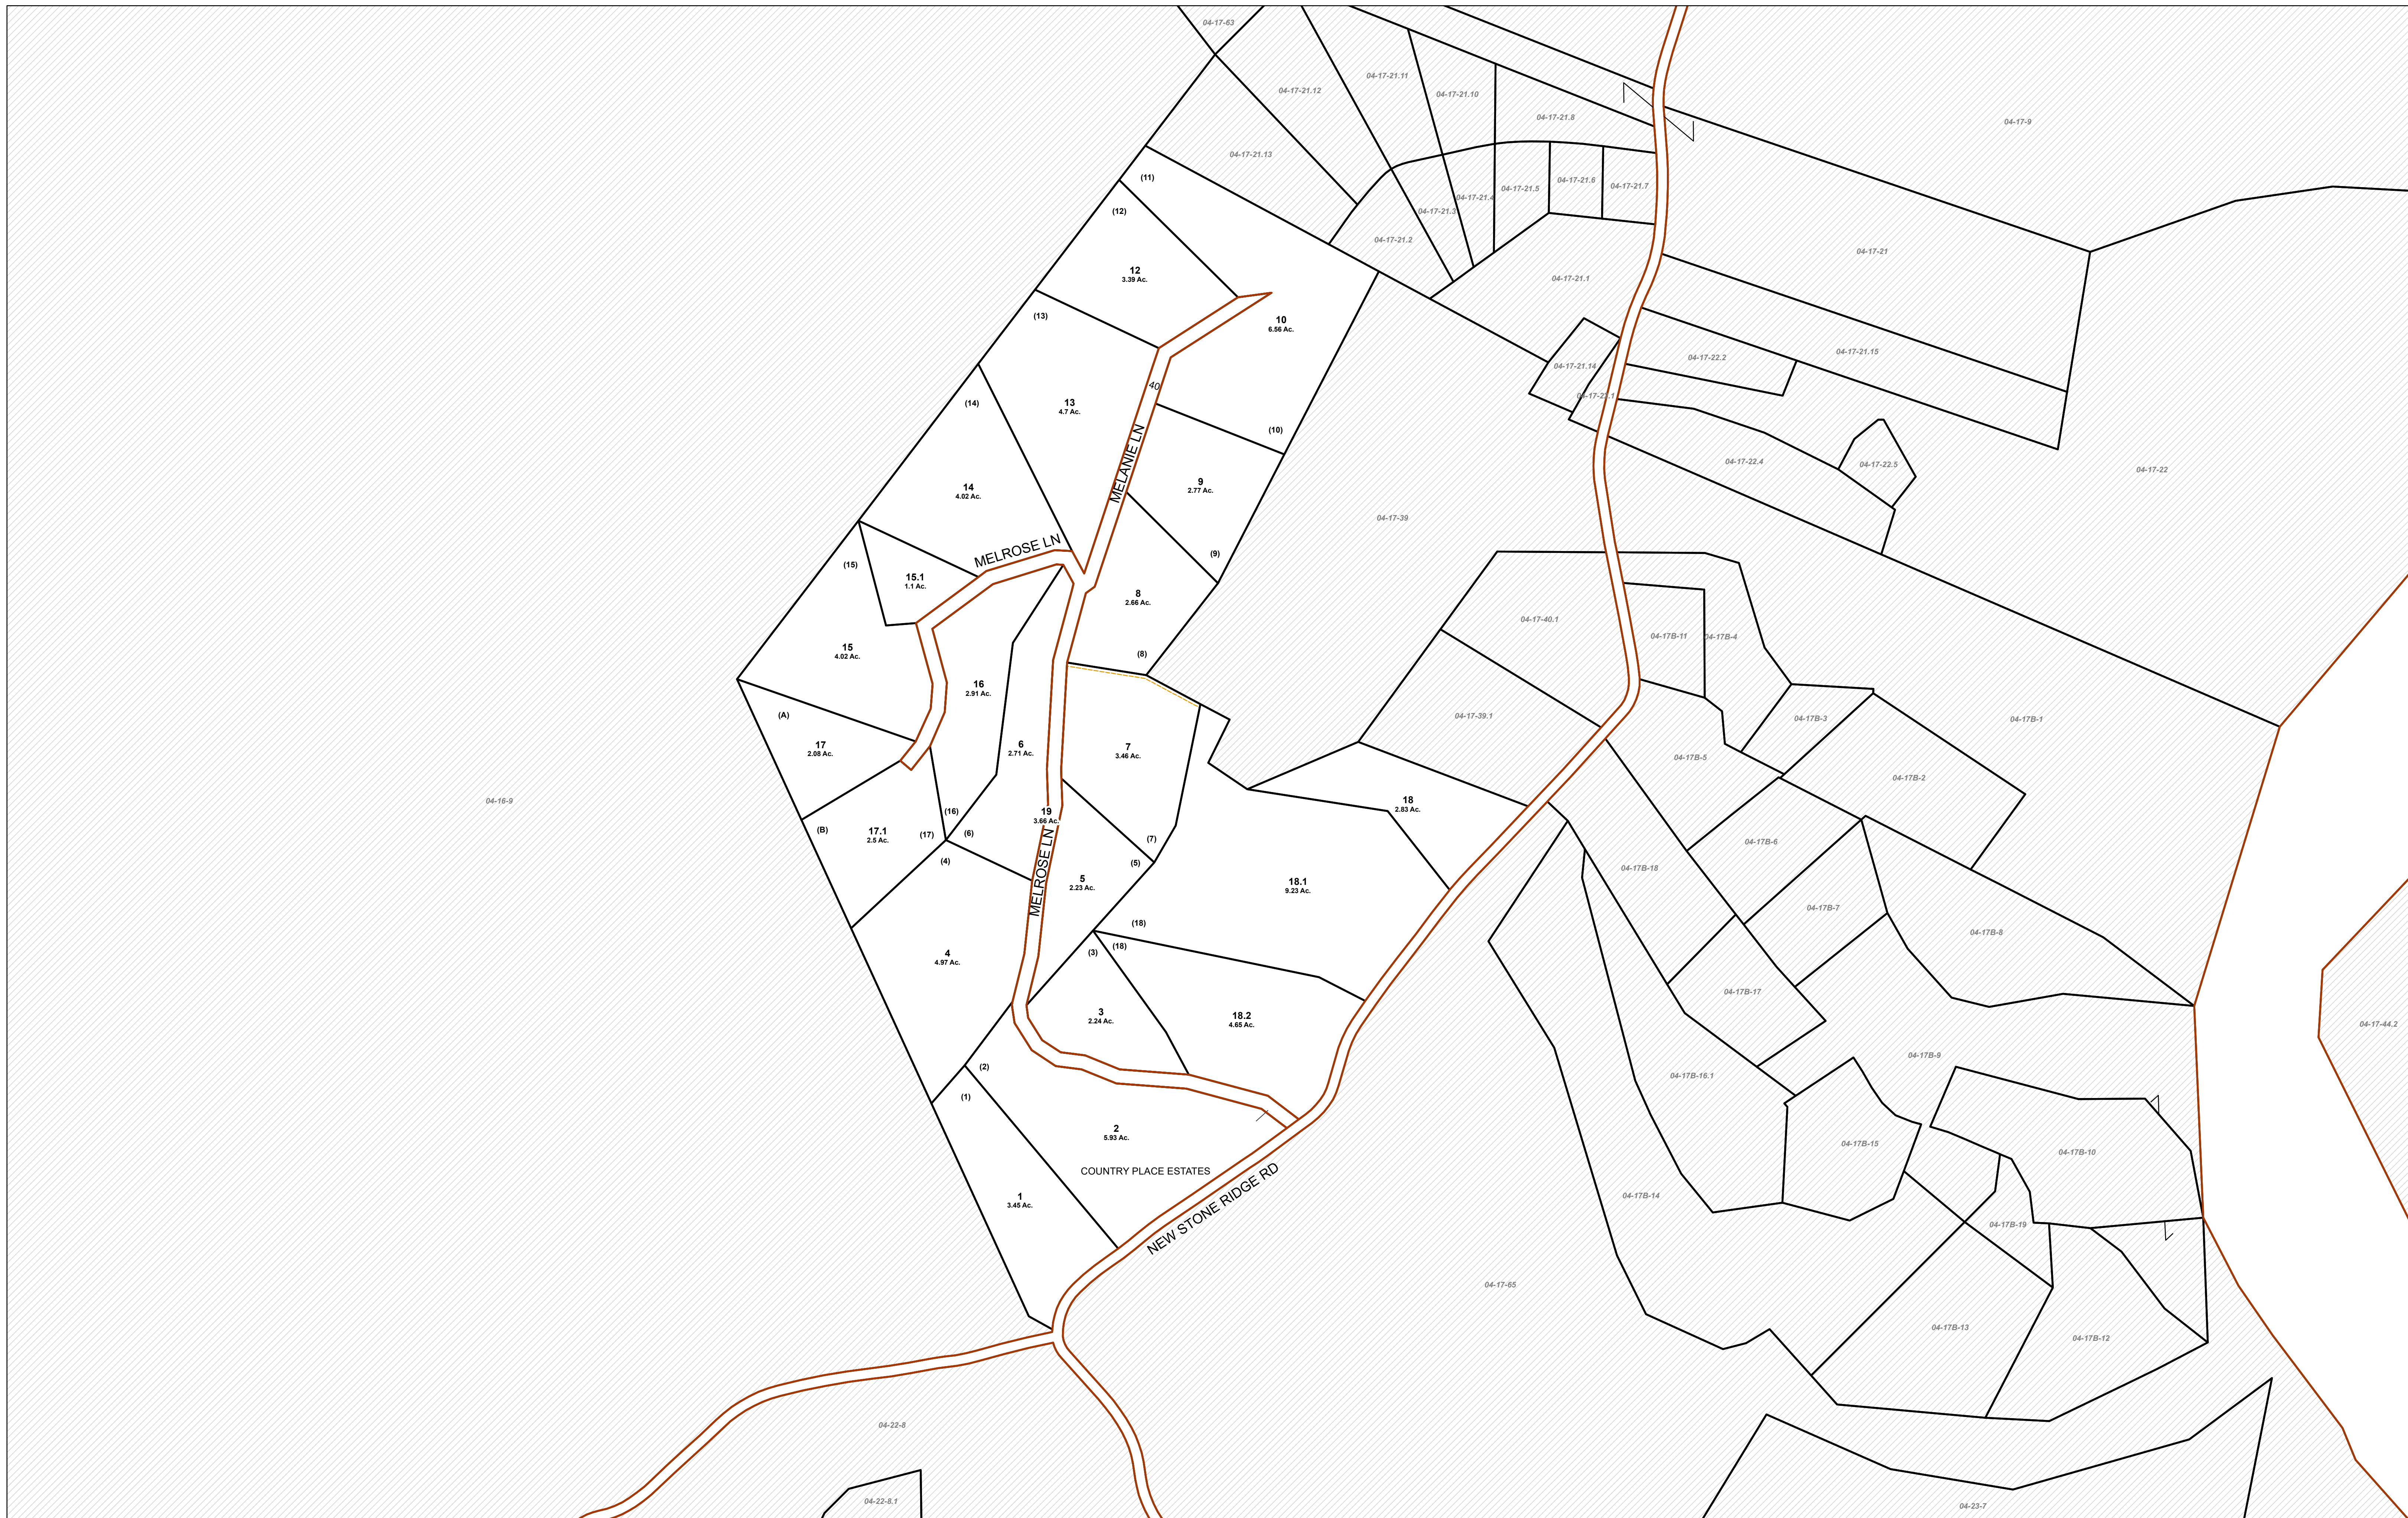 04-17-63
04-17-21.11
04-17-21.12
04-17-21.10
04-17-21.8
04-17-9
04-17-21.13
(11)
04-17-21.6
04-17-21.7
04-17-21.5
04-17-21.4
(12)
04-17-21.3
04-17-21.2
04-17-21
12
3.39 Ac.
04-17-21.1
(13)
10
6.56 Ac.
04-17-21.15
04-17-22.2
04-17-21.14
40
13
4.7 Ac.
(14)
(10)
04-17-22.4
04-17-22.5
04-17-22
MELANIE LN
14
4.02 Ac.
9
2.77 Ac.
04-17-39
MELROSE LN
(9)
(15)
15.1
1.1 Ac.
8
2.66 Ac.
04-17-40.1
04-17B-11
04-17B-4
15
4.02 Ac.
(8)
16
2.91 Ac.
(A)
04-17-39.1
04-17B-3
04-17B-1
17
2.08 Ac.
6
2.71 Ac.
7
3.46 Ac.
04-17B-5
04-17B-2
04-16-9
18
2.83 Ac.
(16)
19
3.66 Ac.
(B)
17.1
2.5 Ac.
(17)
(6)
(7)
04-17B-6
(4)
(5)
MELROSE LN
5
2.23 Ac.
18.1
9.23 Ac.
04-17B-18
04-17B-7
(18)
04-17B-8
(18)
(3)
4
4.97 Ac.
04-17B-17
3
2.24 Ac.
18.2
4.65 Ac.
04-17-44.2
04-17B-9
(2)
04-17B-16.1
(1)
2
5.93 Ac.
04-17B-15
04-17B-10
COUNTRY PLACE ESTATES
1
3.45 Ac.
04-17B-14
NEW STONE RIDGE RD
04-17B-19
04-17-65
04-17B-13
04-17B-12
04-22-8
04-22-8.1
04-23-7